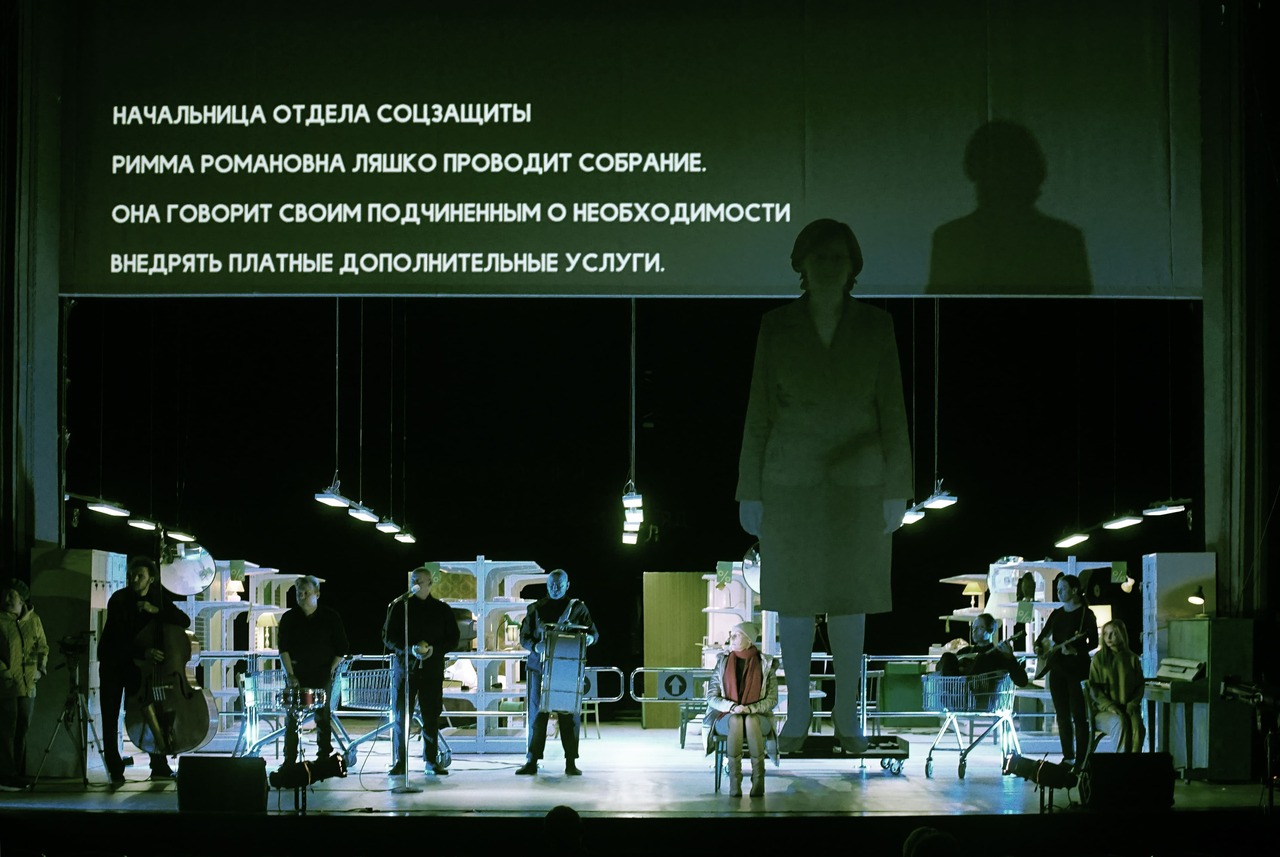 НАЧАЛЬНИЦА ОТДЕЛА СОЦЗАЩИТЫ
РИММА РОМАНОВНА ЛЯШКО ПРОВОДИТ СОБРАНИЕ.
ОНА ГОВОРИТ СВОИМ ПОДЧИНЕННЫМ О НЕОБХОДИМОСТИ
ВНЕДРЯТЬ ПЛАТНЫЕ ДОПОЛНИТЕЛЬНЫЕ УСЛУГИ.